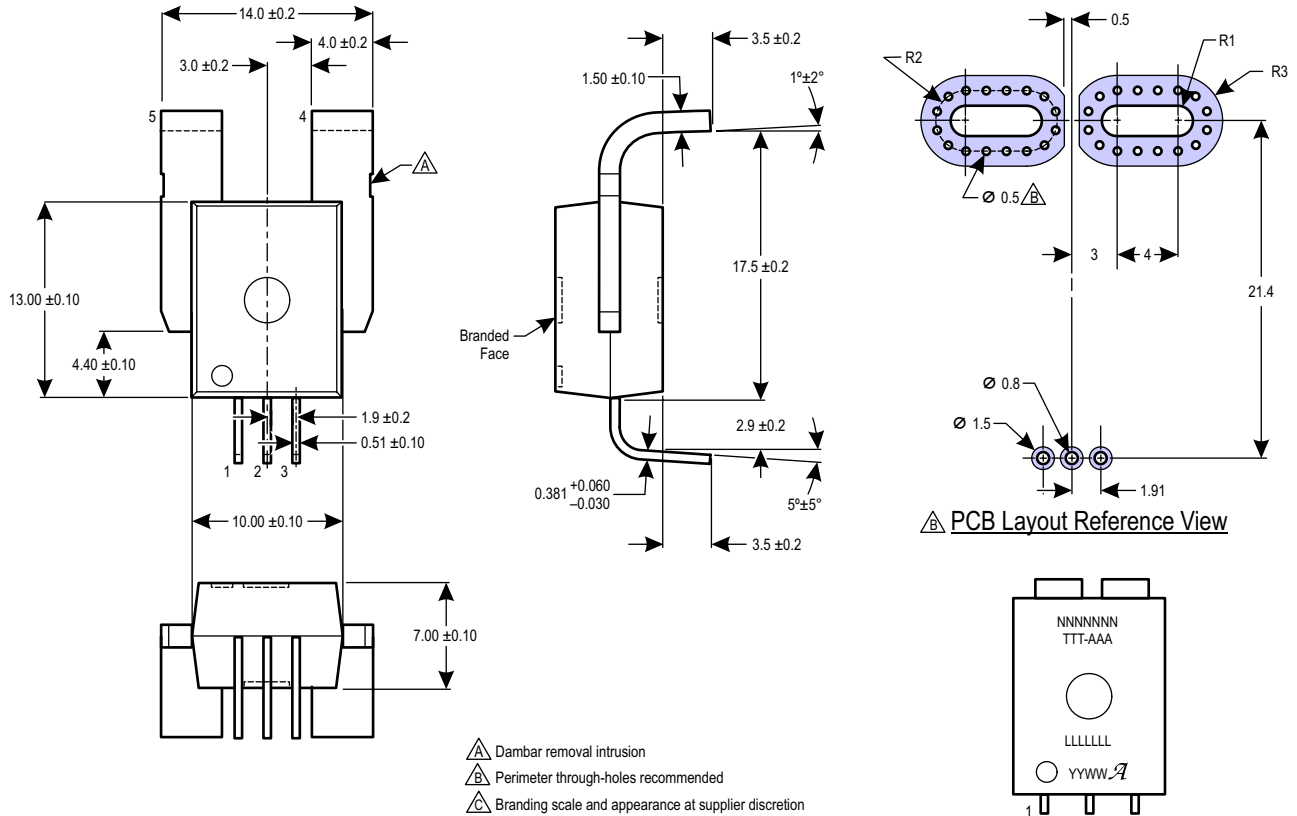 14.0 ±0.2
4.0 ±0.2
3.0 ±0.2
5
4
A
13.00 ±0.10
4.40 ±0.10
1.9 ±0.2
0.51 ±0.10
1
2
3
10.00 ±0.10
7.00 ±0.10
3.5 ±0.2
1.50 ±0.10
1º±2°
17.5 ±0.2
Branded
Face
2.9 ±0.2
0.381 +0.060
–0.030
5º±5°
3.5 ±0.2
0.5
R1
R2
R3
Ø 0.5 B
3
4
21.4
Ø 0.8
Ø 1.5
1.91
B PCB Layout Reference View
NNNNNNN
TTT-AAA
LLLLLLL
YYWW A
1
A Dambar removal intrusion
B Perimeter through-holes recommended
C Branding scale and appearance at supplier discretion